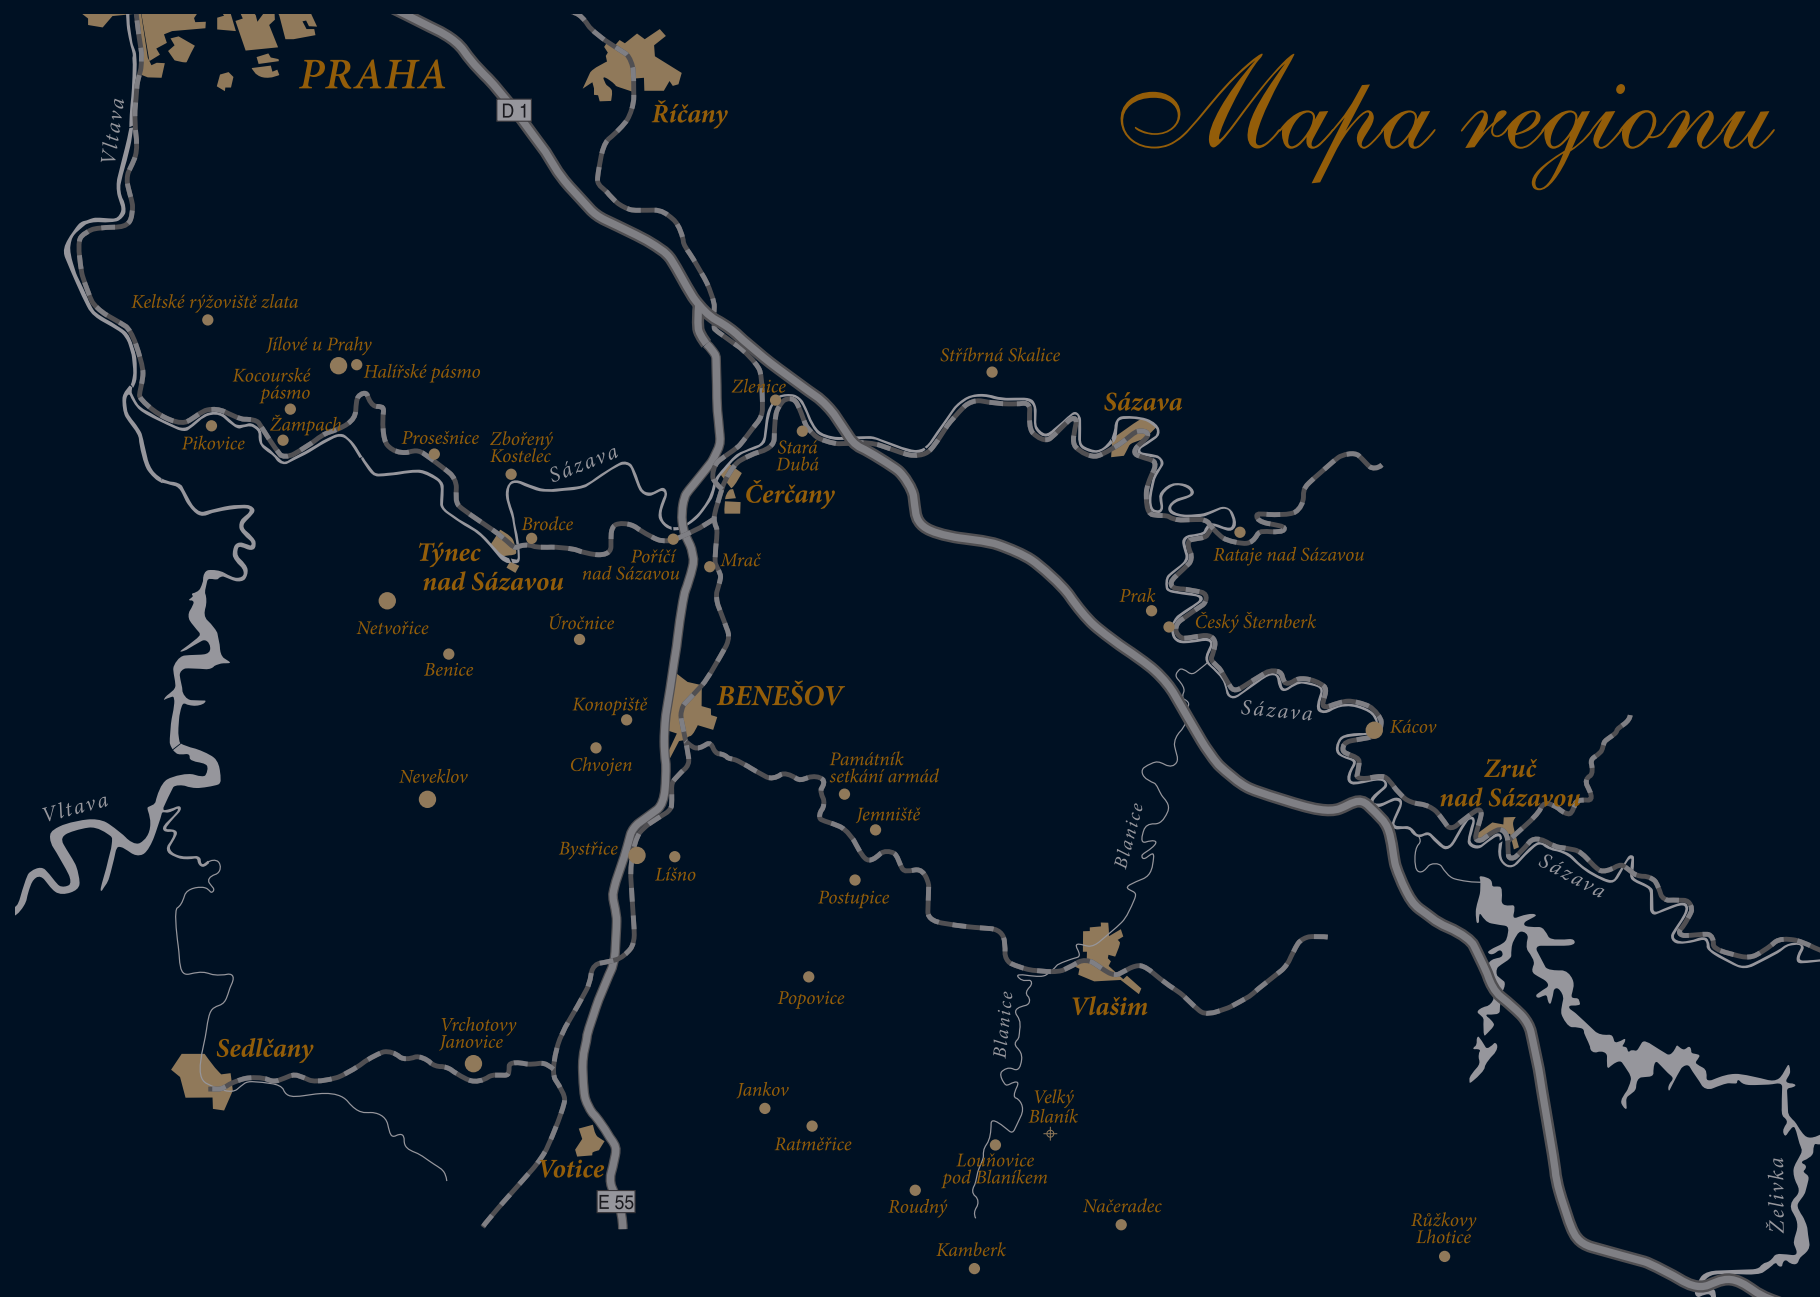 Mapa regionu
PRAHA
D 1
Říčany
Vltava
Keltské rýžoviště zlata
Jílové u Prahy
Halířské pásmo
Kocourské
pásmo
Žampach
Pikovice
Prosešnice
Zbořený
Kostelec
Sázava
Zlenice
Stará
Dubá
Stříbrná Skalice
Sázava
Čerčany
Brodce
Týnec
nad Sázavou
Poříčí
nad Sázavou
Mrač
Rataje nad Sázavou
Prak
Český Šternberk
Netvořice
Úročnice
Benice
Konopiště
BENEŠOV
Sázava
Kácov
Chvojen
Památník
setkání armád
Neveklov
Zruč
nad Sázavou
Vltava
Jemniště
Blanice
Bystřice
Líšno
Sázava
Postupice
Popovice
Vlašim
Blanice
Vrchotovy
Janovice
Sedlčany
Jankov
Velký
Blaník
Ratměřice
Votice
Louňovice
pod Blaníkem
E 55
Roudný
Načeradec
Želivka
Růžkovy
Lhotice
Kamberk